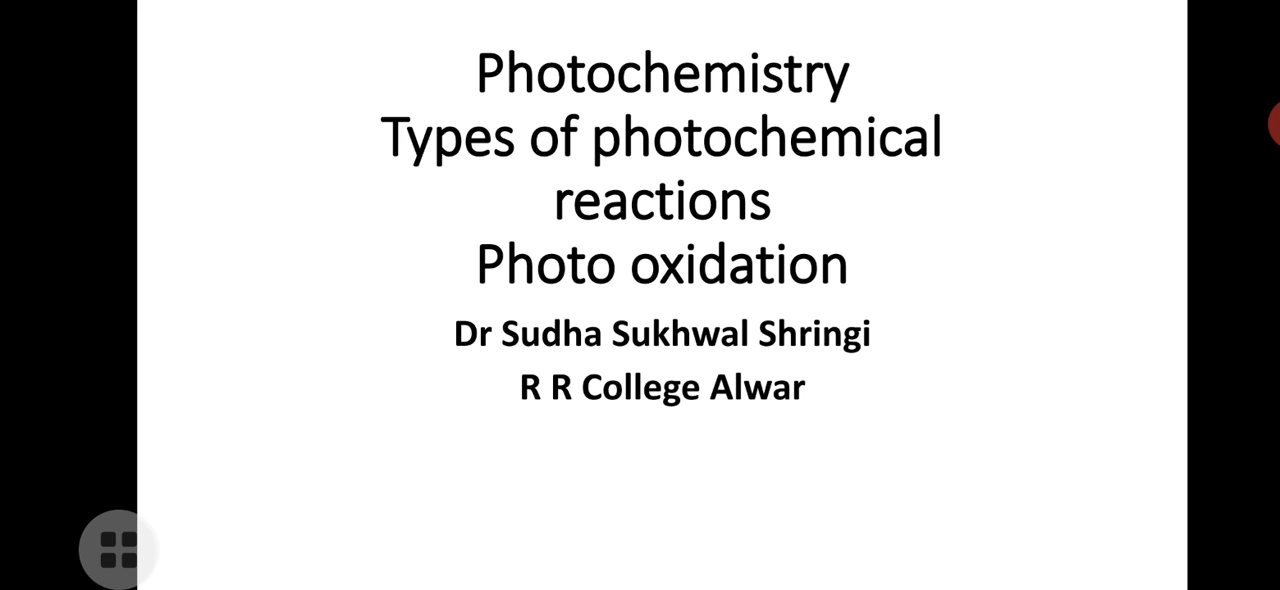 Photochemistry
Types of photochemical
reactions
Photo oxidation
Dr Sudha Sukhwal Shringi
R R College Alwar